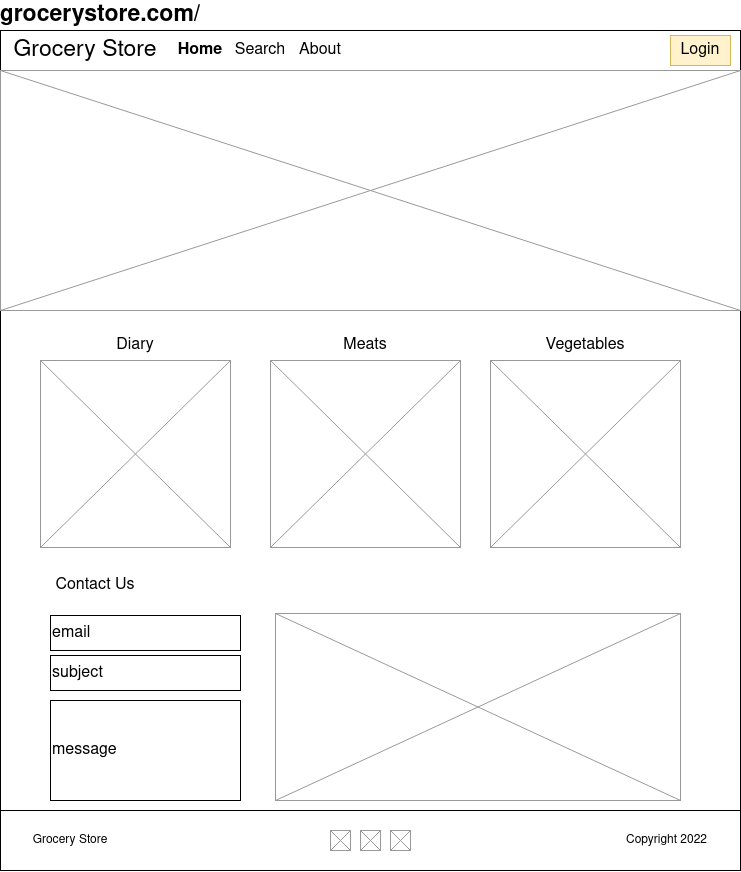 grocerystore.com/
Grocery Store Home Search About Login
Diary Meats Vegetables
Contact Us
email
subject
message
Grocery Store Copyright 2022